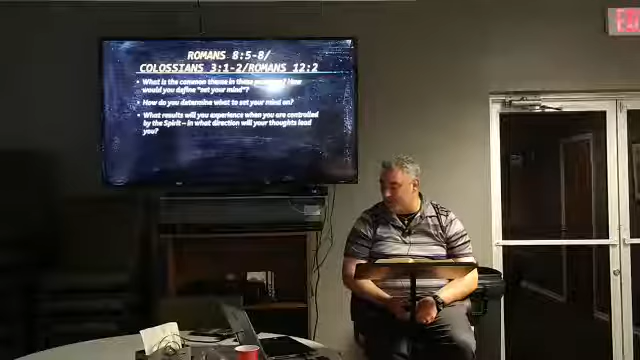 ROMANS 8:5-8/
COLOSSIANS 3:1-2/ROMANS 12:2
• What is the common theme in these ? How
would you define "set your mind"?
• How do you determine what to set your mind on?
• What results will you experience when you are controlled
by the Spirit – in what direction will your thoughts lead
you?
EXI